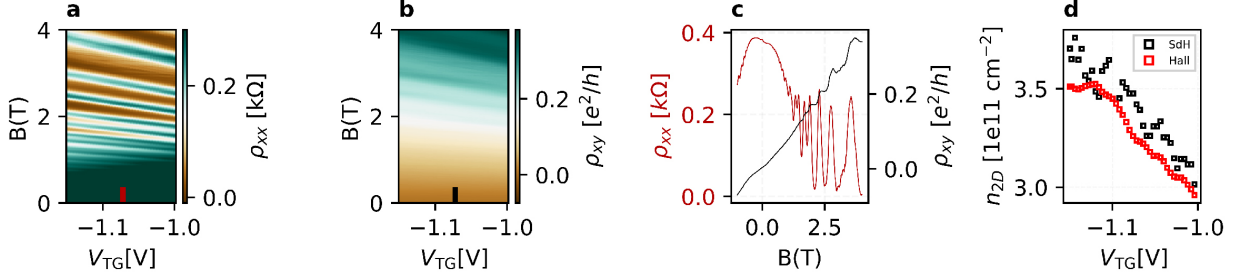 a
4
2
0
B(T)
−1.1
−1.0
V_TG[V]
0.2
0.0
ρ_xx [kΩ]
b
4
2
0
B(T)
−1.1
−1.0
V_TG[V]
0.2
0.0
ρ_xy [e²/h]
c
0.4
0.2
0.0
ρ_xx [kΩ]
0.0
2.5
B(T)
0.2
0.0
ρ_xy [e²/h]
d
3.5
3.0
n_2D [1e11 cm⁻²]
SdH
Hall
−1.1
−1.0
V_TG[V]